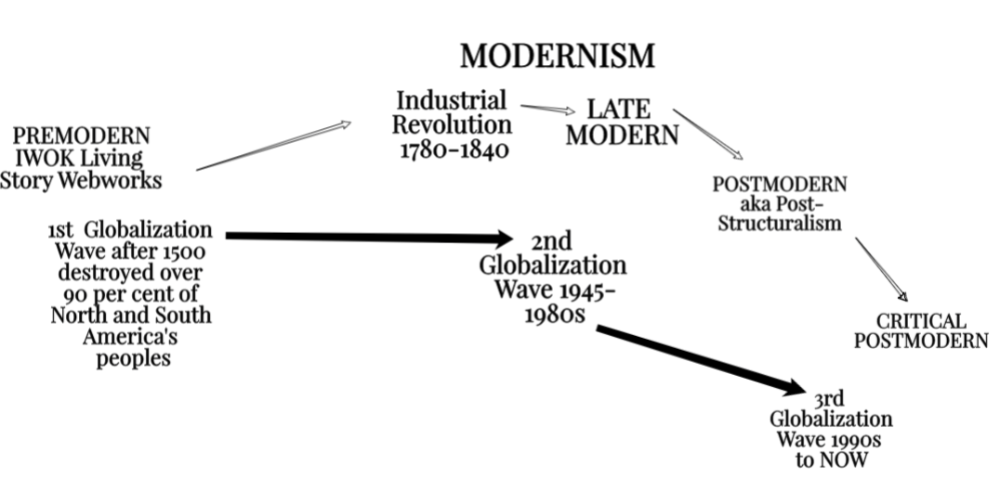 MODERNISM
Industrial
Revolution
1780-1840
LATE
MODERN
PREMODERN
IWOK Living
Story Webworks
POSTMODERN
aka Post-
Structuralism
1st Globalization
Wave after 1500
destroyed over
90 per cent of
North and South
America's
peoples
2nd
Globalization
Wave 1945-
1980s
CRITICAL
POSTMODERN
3rd
Globalization
Wave 1990s
to NOW